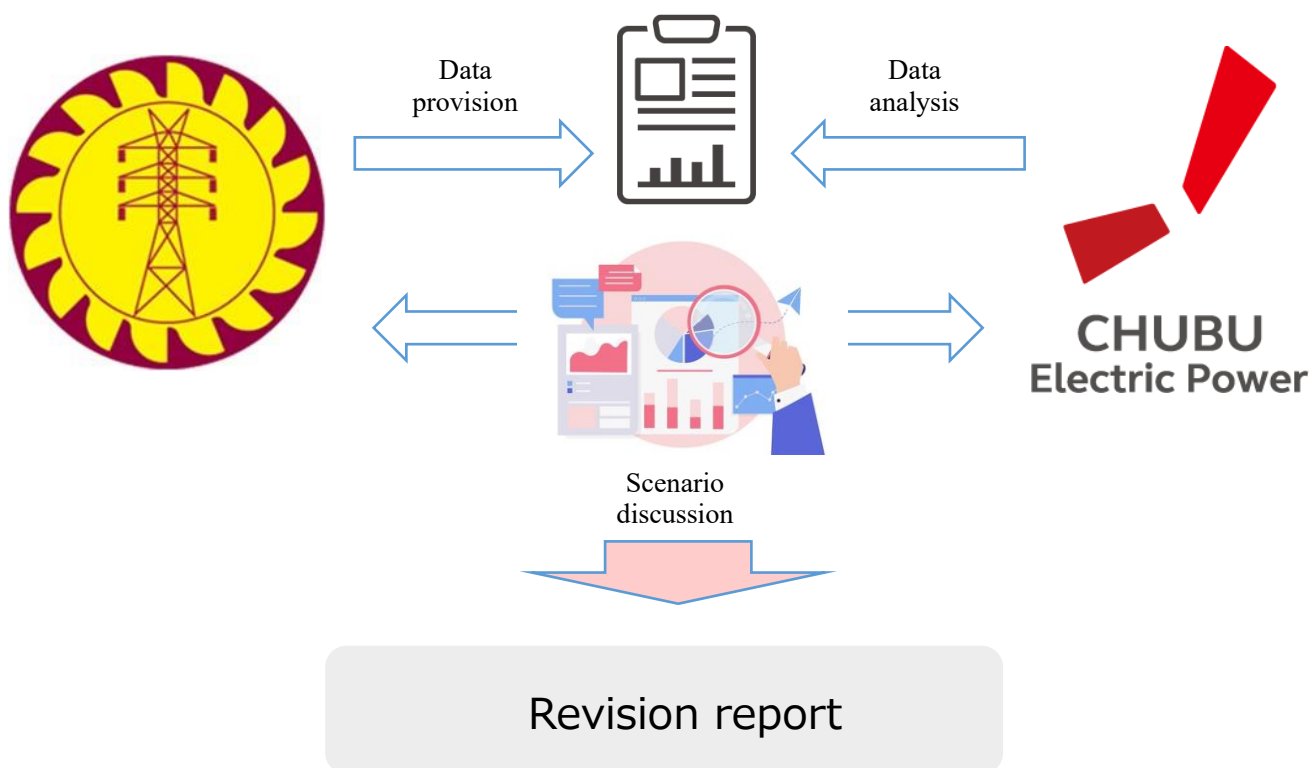 Data
provision
Data
analysis
CHUBU
Electric Power
Scenario
discussion
Revision report